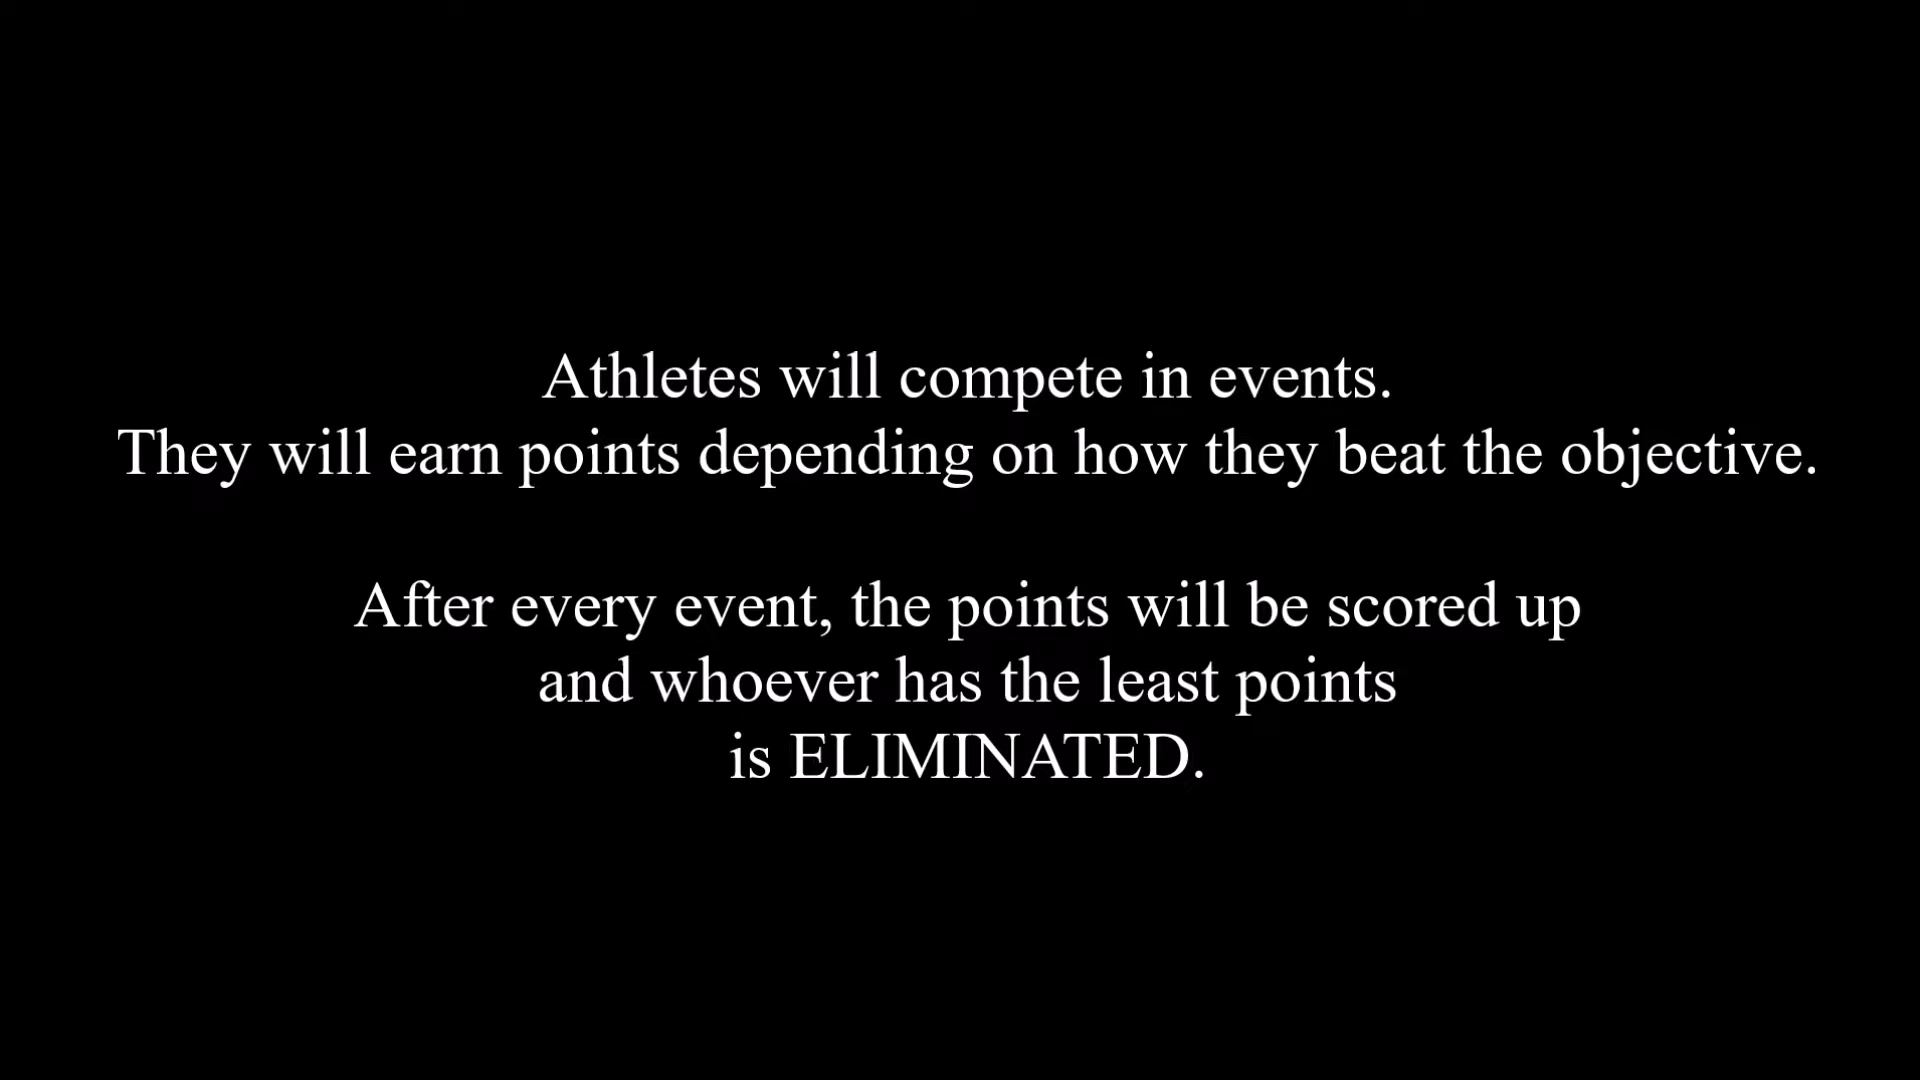 Athletes will compete in events.
They will earn points depending on how they beat the objective.
After every event, the points will be scored up
and whoever has the least points
is ELIMINATED.